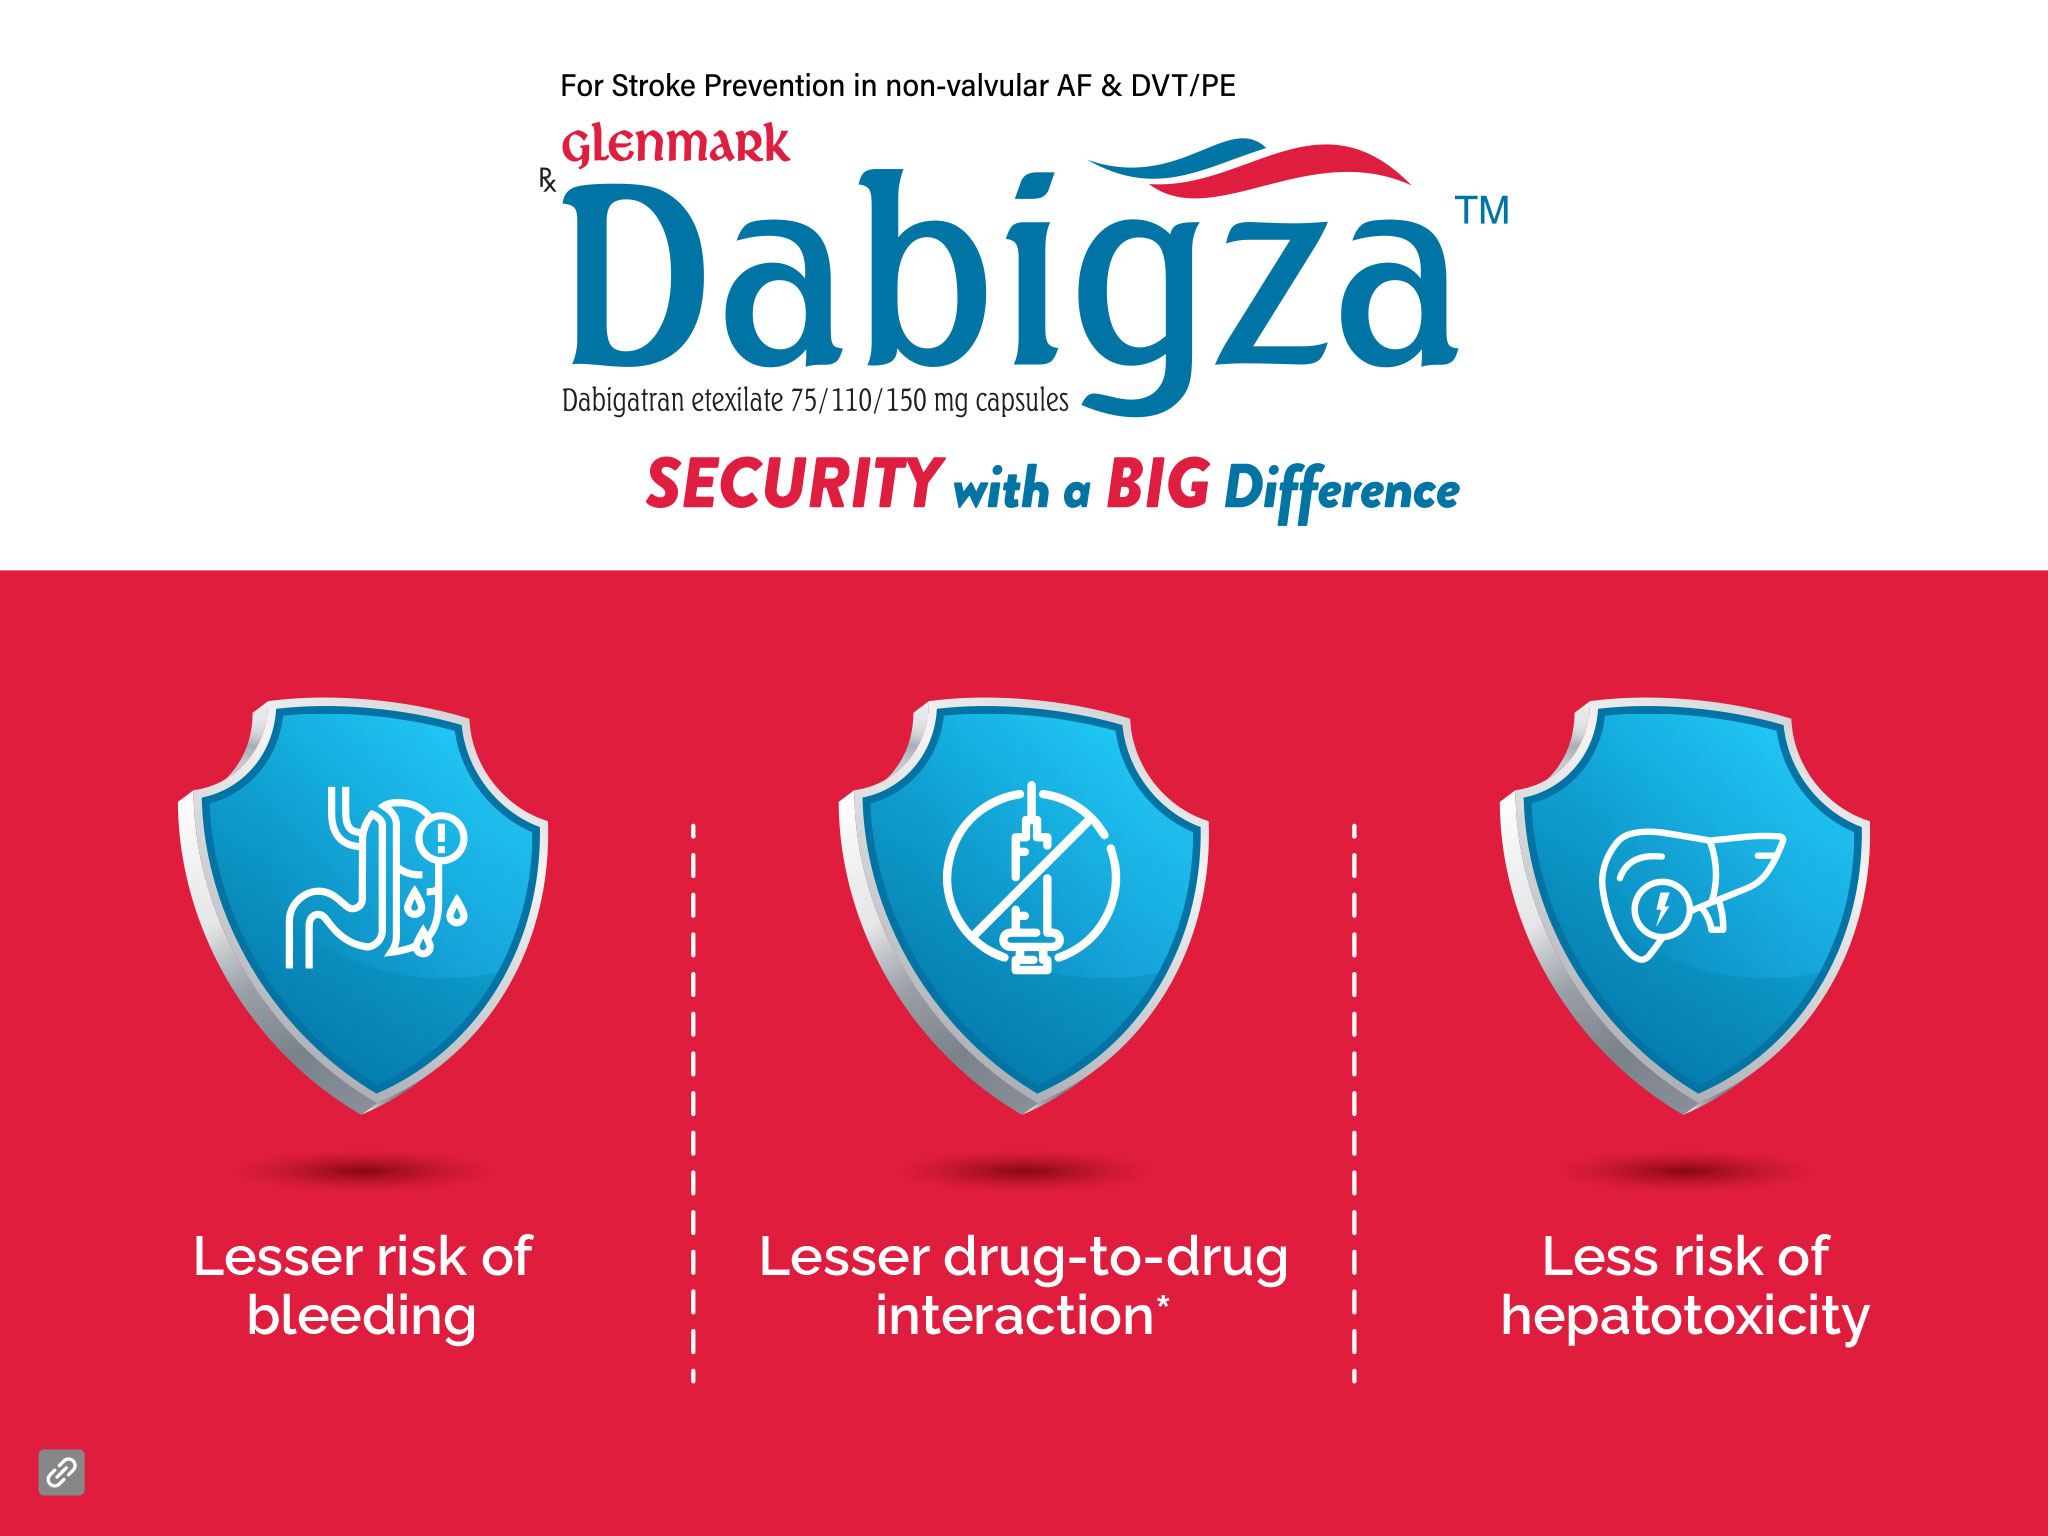 For Stroke Prevention in non-valvular AF & DVT/PE
Glenmark
℞ Dabigza™
Dabigatran etexilate 75/110/150 mg capsules
SECURITY with a BIG Difference
Lesser risk of
bleeding
Lesser drug-to-drug
interaction*
Less risk of
hepatotoxicity